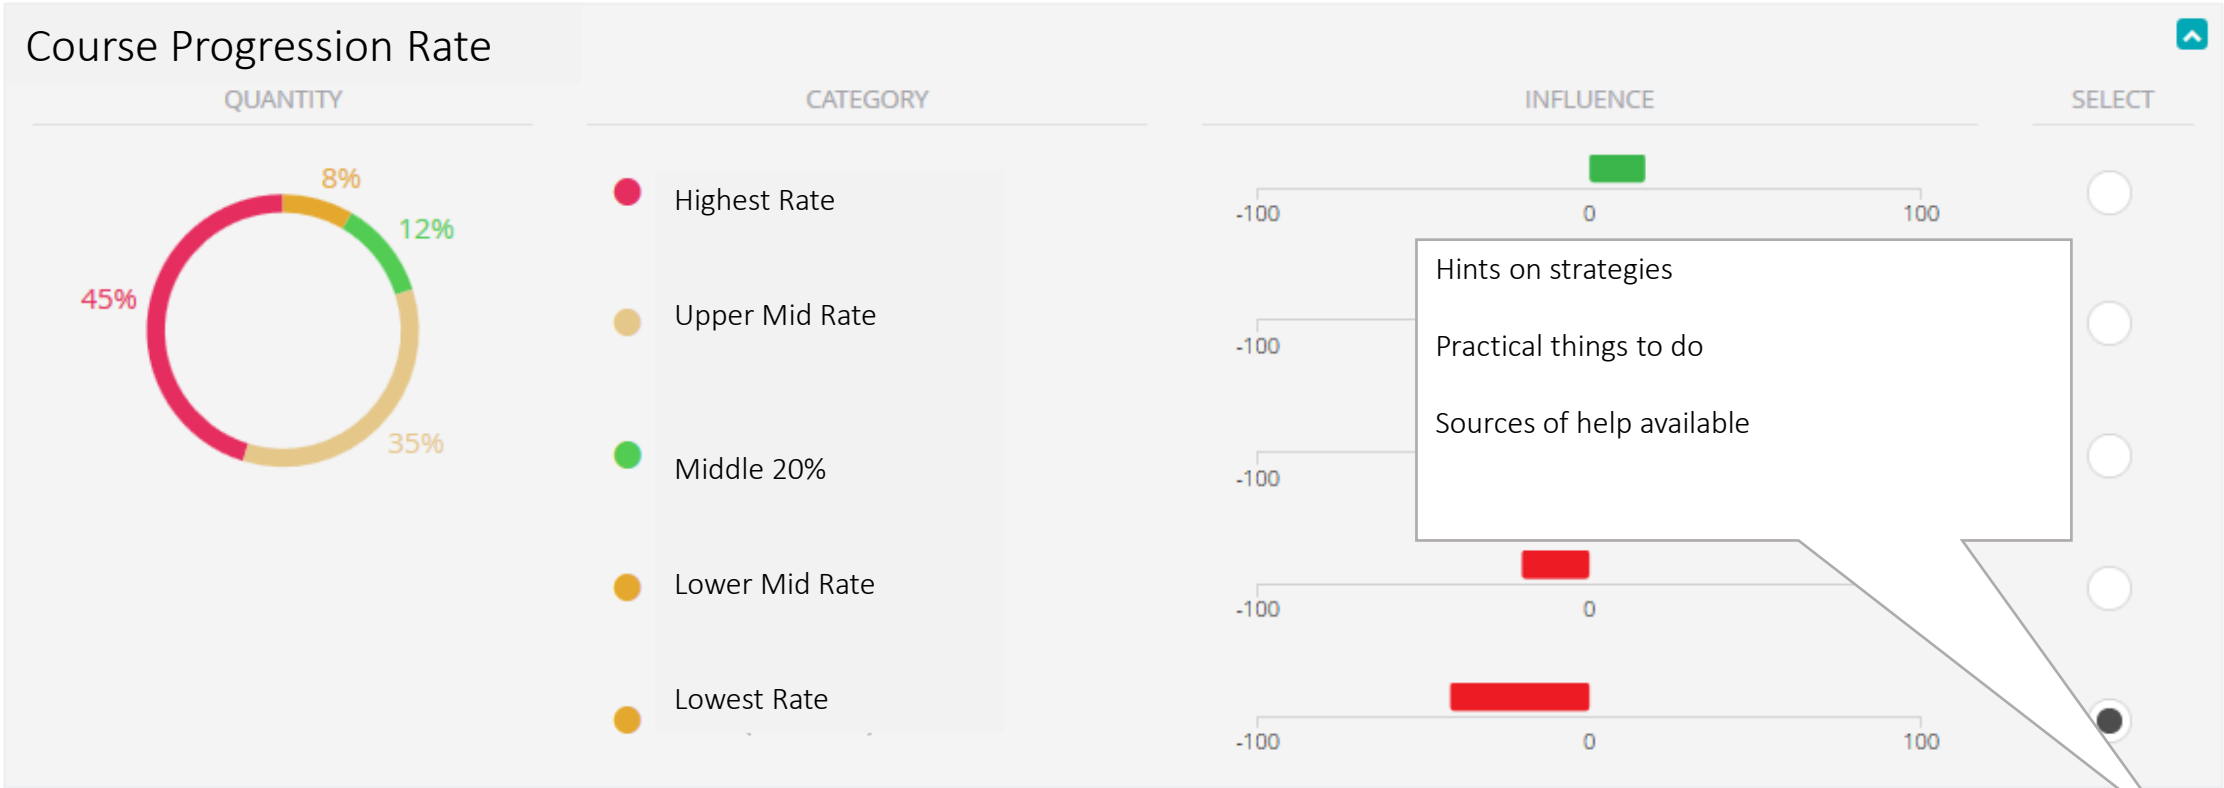 Course Progression Rate
QUANTITY
CATEGORY
INFLUENCE
SELECT
8%
12%
45%
35%
Highest Rate
-100
0
100
Upper Mid Rate
-100
Middle 20%
-100
Lower Mid Rate
-100
0
Lowest Rate
-100
0
100
Hints on strategies
Practical things to do
Sources of help available